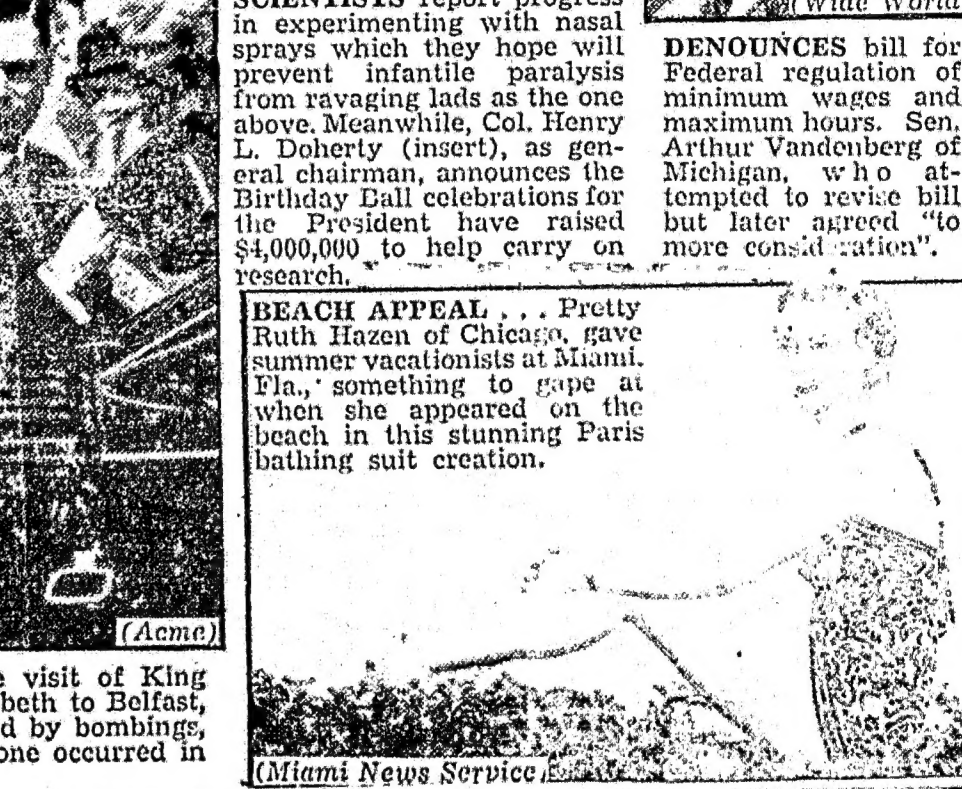 SCIENTISTS report progress
in experimenting with nasal
sprays which they hope will
prevent infantile paralysis
from ravaging lads as the one
above. Meanwhile, Col. Henry
L. Doherty (insert), as gen-
eral chairman, announces the
Birthday Ball celebrations for
the President have raised
$4,000,000 to help carry on
research.
(Wide World
DENOUNCES bill for
Federal regulation of
minimum wages and
maximum hours. Sen.
Arthur Vandenberg of
Michigan, who at-
tempted to revise bill
but later agreed "to
more consideration".
BEACH APPEAL . . . Pretty
Ruth Hazen of Chicago, gave
summer vacationists at Miami,
Fla., something to gape at
when she appeared on the
beach in this stunning Paris
bathing suit creation.
(Miami News Service)
(Acme)
visit of King
beth to Belfast,
d by bombings,
one occurred in